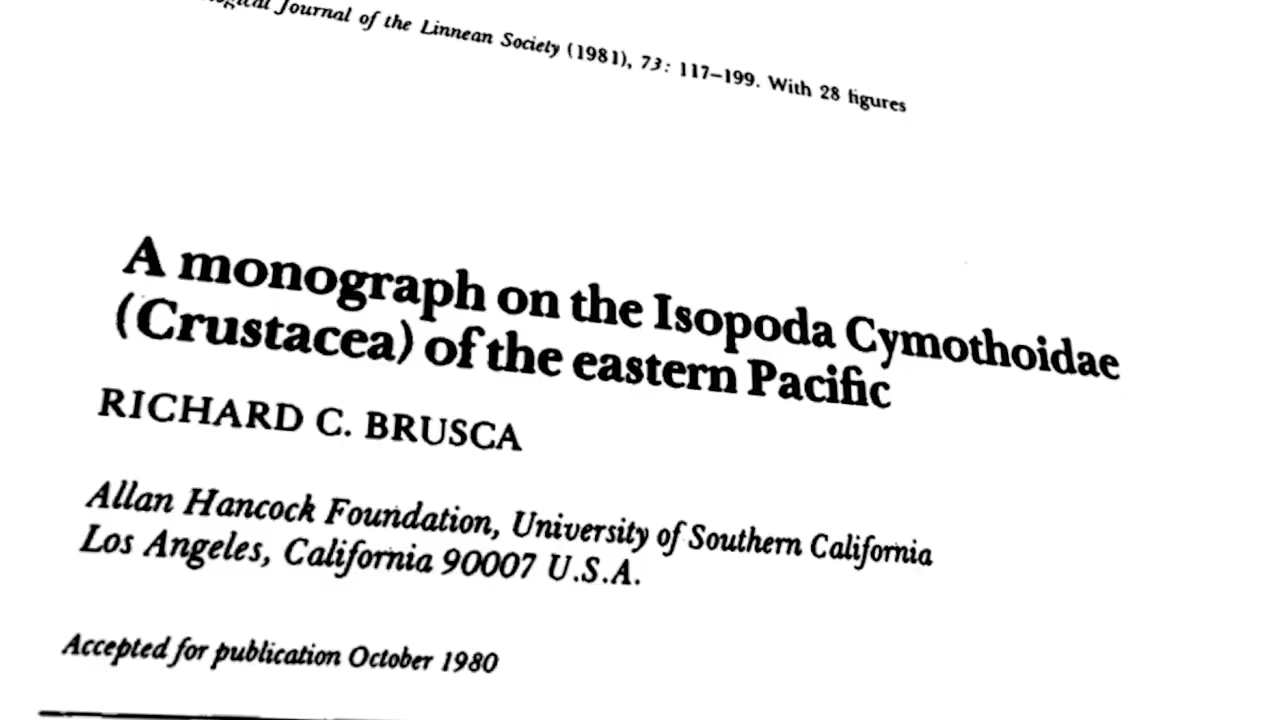 Journal of the Linnean Society (1981), 73: 117–199. With 28 figures
A monograph on the Isopoda Cymothoidae
(Crustacea) of the eastern Pacific
RICHARD C. BRUSCA
Allan Hancock Foundation, University of Southern California
Los Angeles, California 90007 U.S.A.
Accepted for publication October 1980